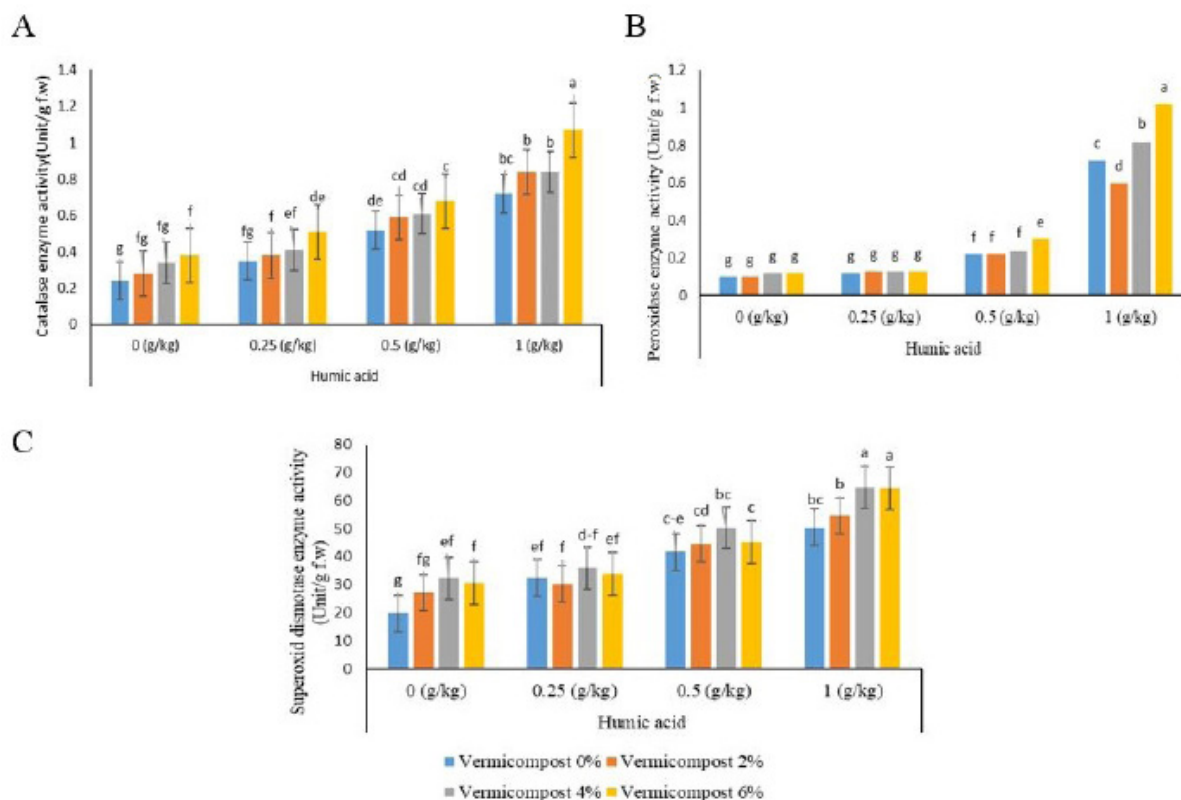 A
Catalase enzyme activity(Unit/g f.w)
1.4
1.2
1
0.8
0.6
0.4
0.2
0
g fg fg f
fg f ef de
de cd cd c
bc b b a
0 (g/kg) 0.25 (g/kg) 0.5 (g/kg) 1 (g/kg)
Humic acid
B
Peroxidase enzyme activity (Unit/g f.w)
1.2
1
0.8
0.6
0.4
0.2
0
g g g g
g g g g
f f f e
c d b a
0 (g/kg) 0.25 (g/kg) 0.5 (g/kg) 1 (g/kg)
Humic acid
C
Superoxid dismotase enzyme activity
(Unit/g f.w)
80
70
60
50
40
30
20
10
0
g fg ef f
ef f d-f ef
c-e cd bc c
bc b a a
0 (g/kg) 0.25 (g/kg) 0.5 (g/kg) 1 (g/kg)
Humic acid
Vermicompost 0% Vermicompost 2%
Vermicompost 4% Vermicompost 6%